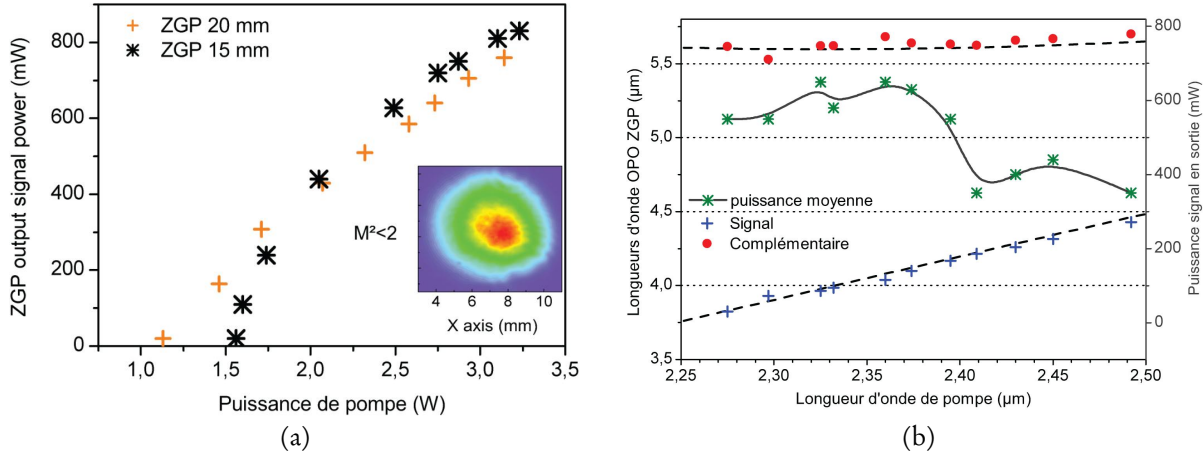 (a)
ZGP 20 mm
ZGP 15 mm
ZGP output signal power (mW)
800
600
400
200
0
M²<2
4 6 8 10
X axis (mm)
1,0 1,5 2,0 2,5 3,0 3,5
Puissance de pompe (W)
(a)
(b)
Longueurs d'onde OPO ZGP (µm)
5,5
5,0
4,5
4,0
3,5
puissance moyenne
Signal
Complémentaire
800
600
400
200
0
Puissance signal en sortie (mW)
2,25 2,30 2,35 2,40 2,45 2,50
Longueur d'onde de pompe (µm)
(b)